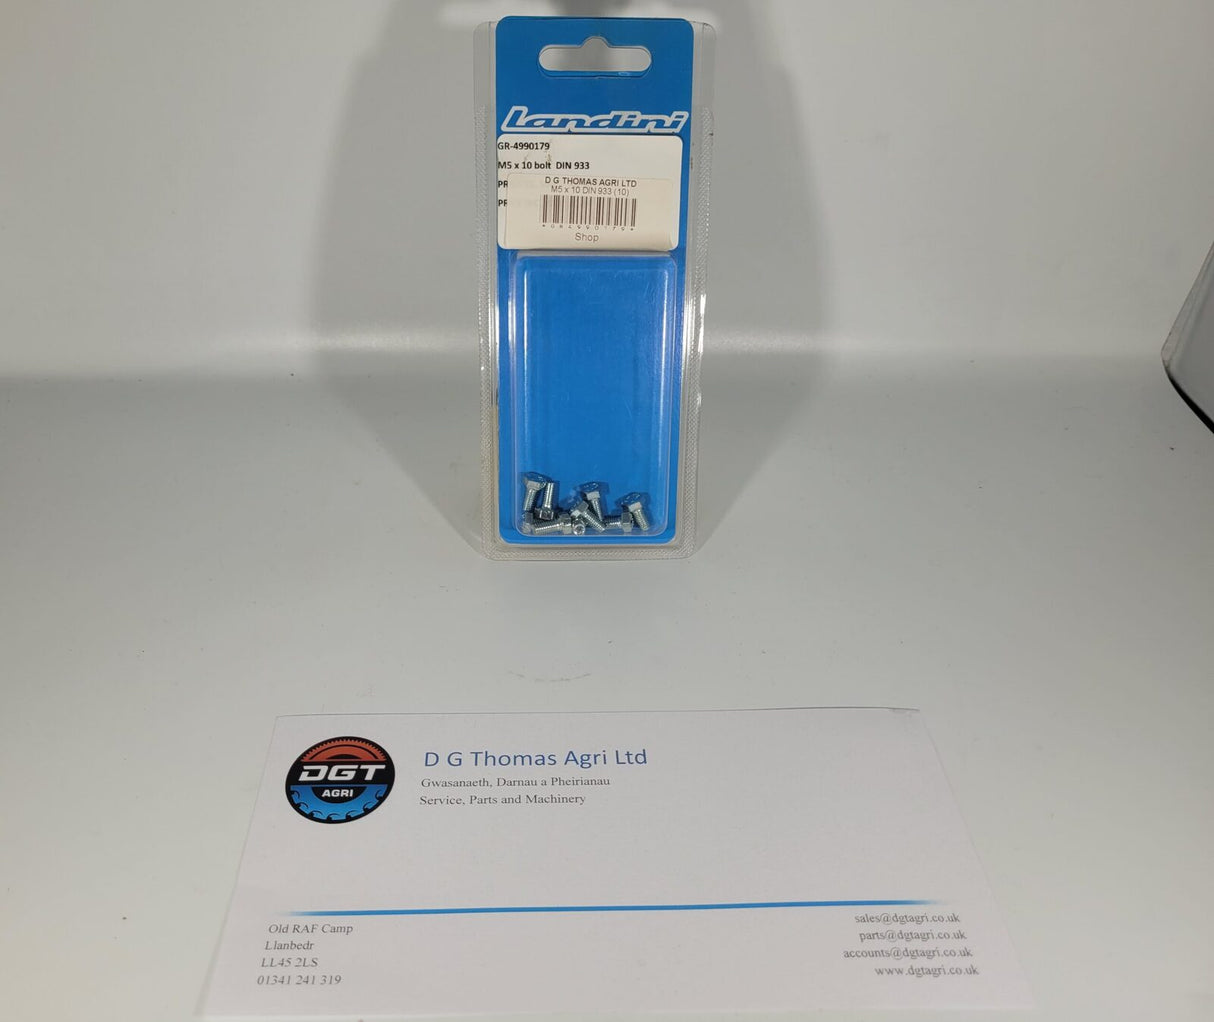 Landini
GR-4990179
M5 x 10 bolt DIN 933
PR
D G THOMAS AGRI LTD
M5 x 10 DIN 933 (10)
PR
Shop
DGT
AGRI
D G Thomas Agri Ltd
Gwasanaeth, Darnau a Pheirianau
Service, Parts and Machinery
Old RAF Camp
Llanbedr
LL45 2LS
01341 241 319
sales@dgtagri.co.uk
parts@dgtagri.co.uk
accounts@dgtagri.co.uk
www.dgtagri.co.uk